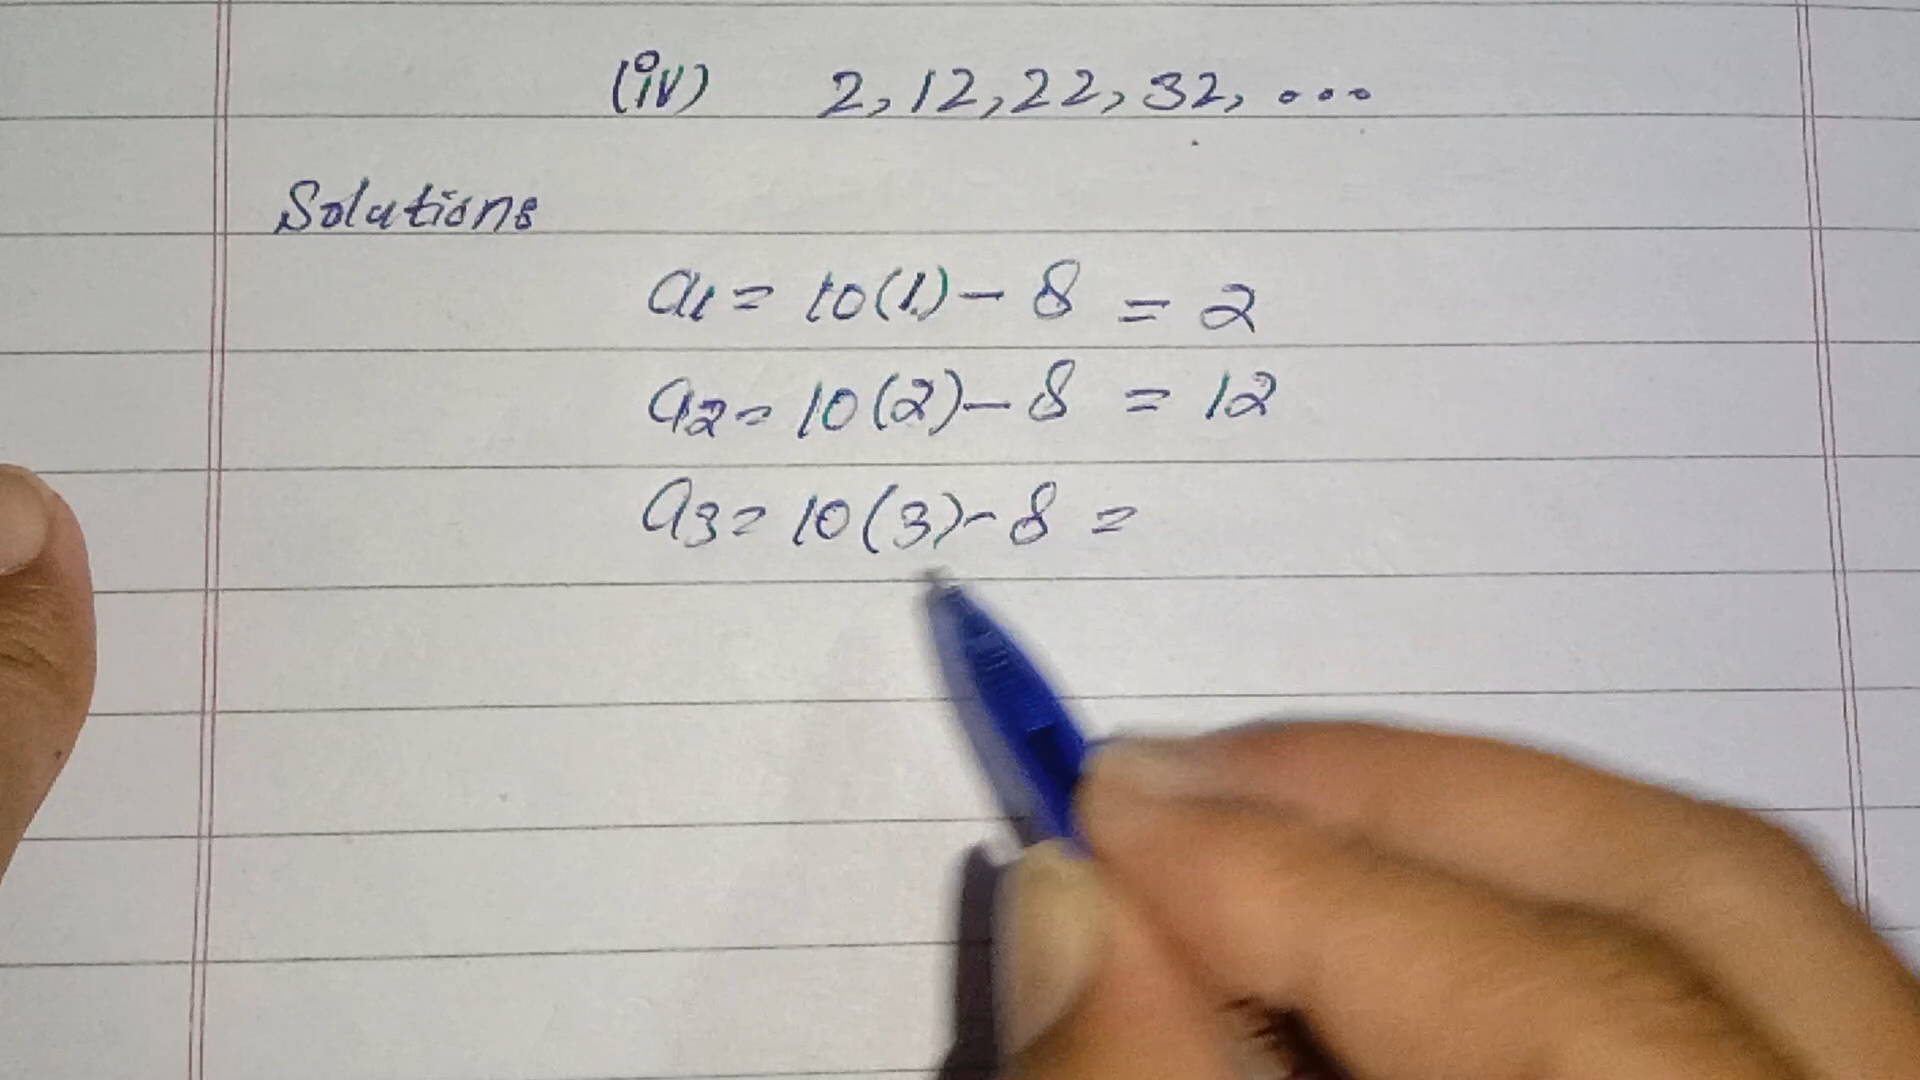 (iv) 2, 12, 22, 32, ...
Solutions
a1 = 10(1) - 8 = 2
a2 = 10(2) - 8 = 12
a3 = 10(3) - 8 =